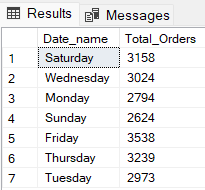 Results Messages
Date_name Total_Orders
1 Saturday 3158
2 Wednesday 3024
3 Monday 2794
4 Sunday 2624
5 Friday 3538
6 Thursday 3239
7 Tuesday 2973